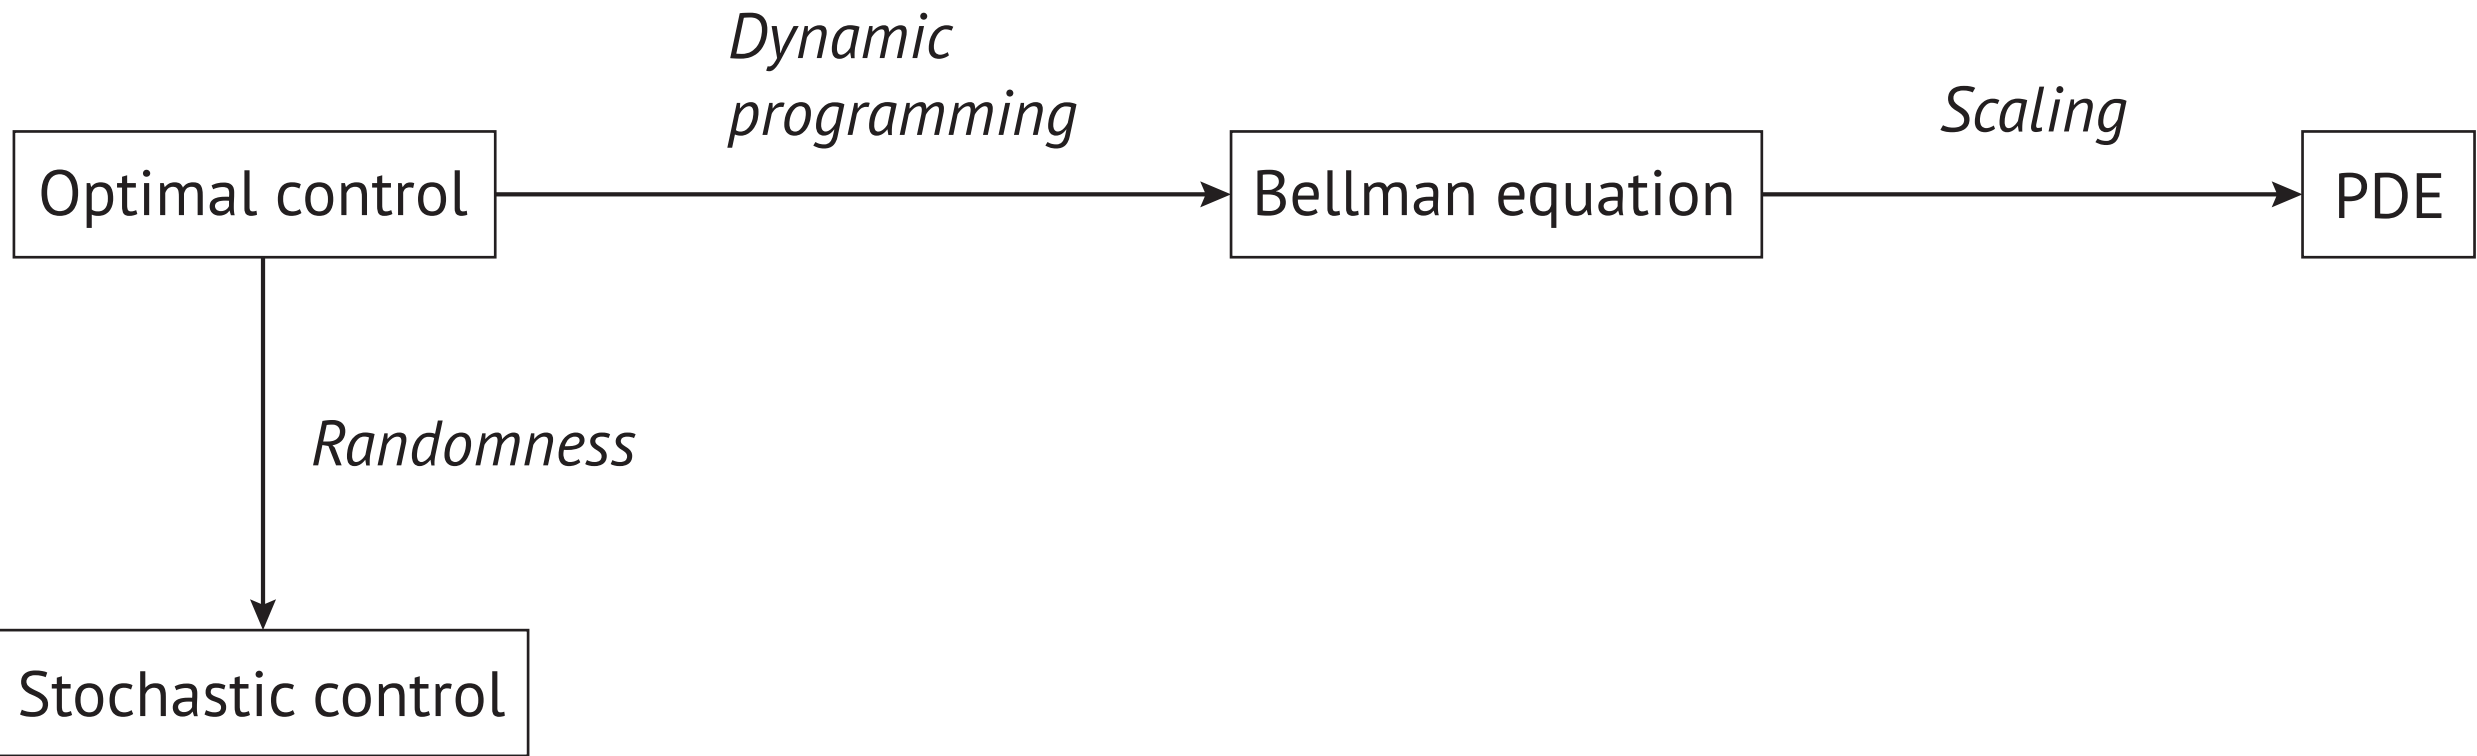 Dynamic
programming
Scaling
Optimal control
Bellman equation
PDE
Randomness
Stochastic control